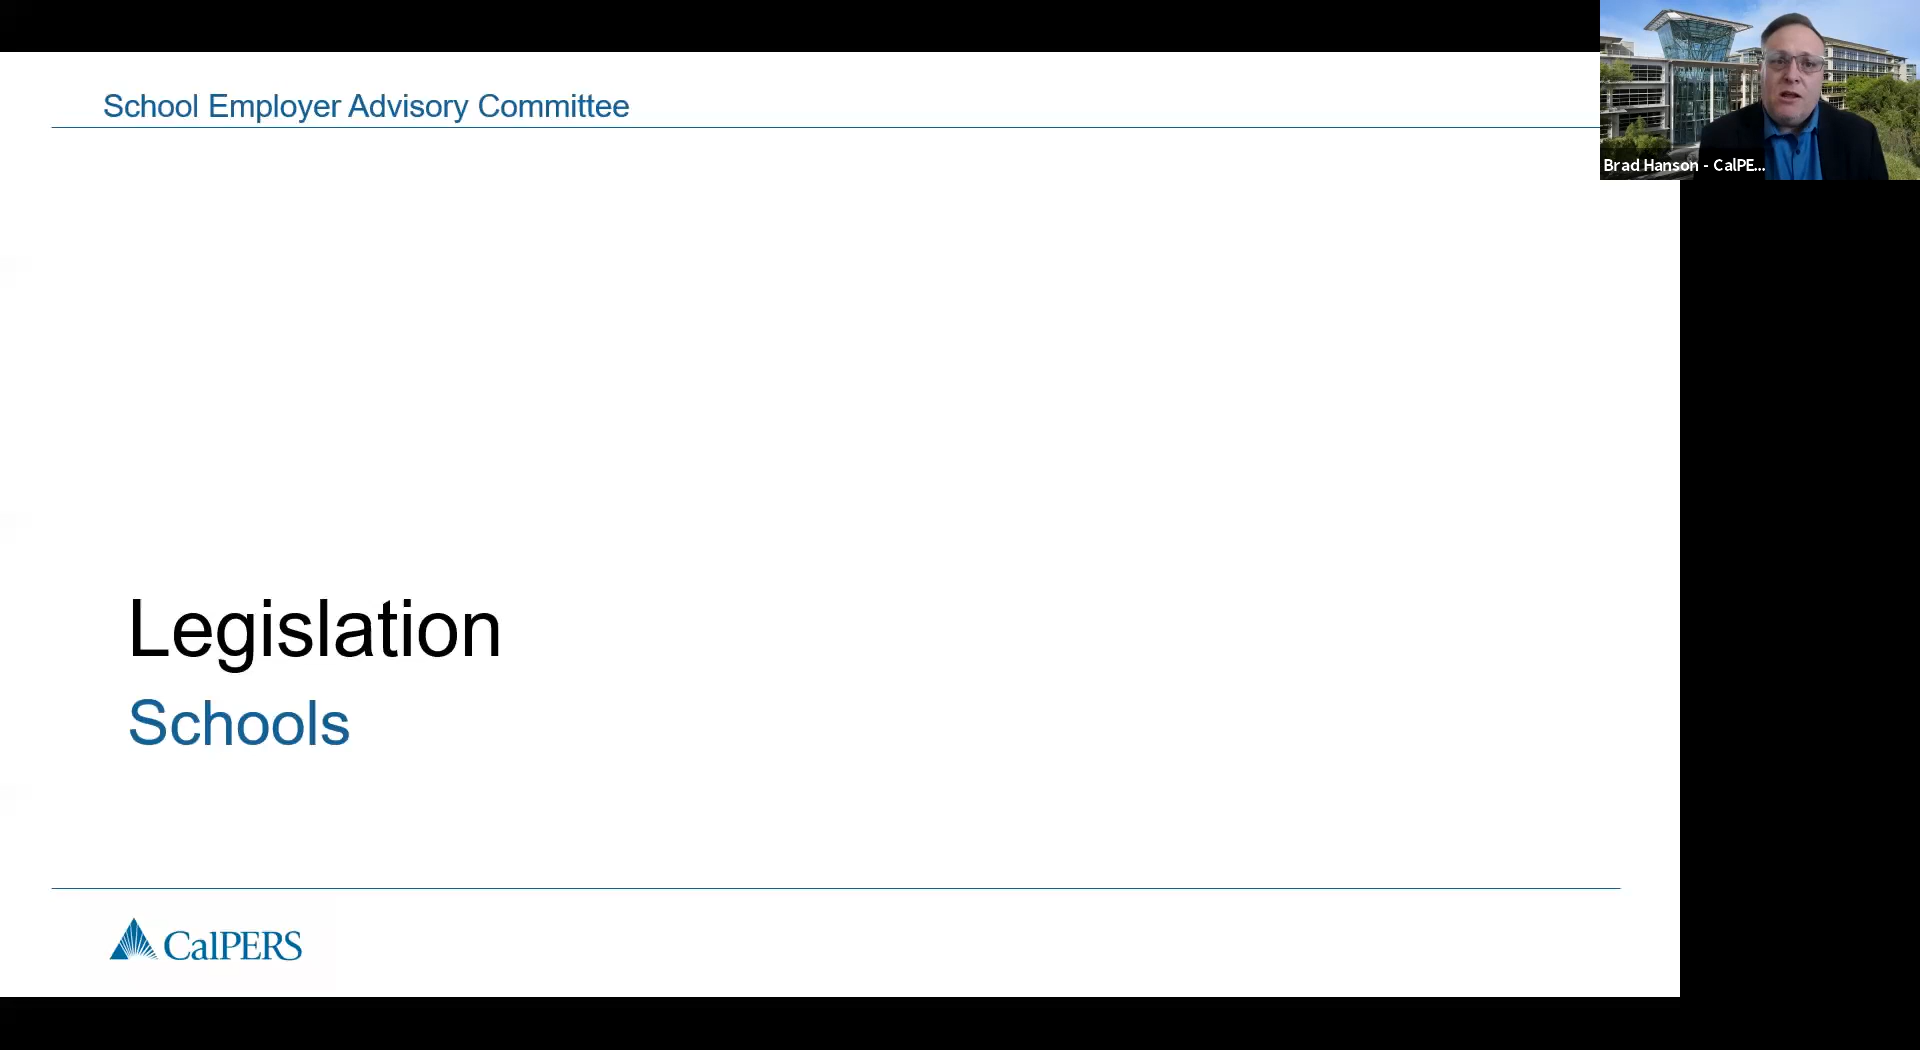 School Employer Advisory Committee
Brad Hanson - CalPE...
Legislation
Schools
CalPERS